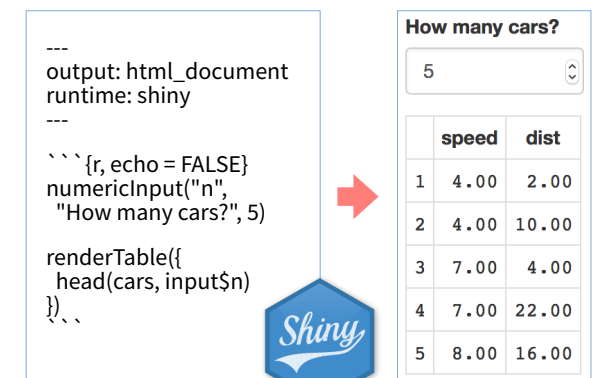 ---
output: html_document
runtime: shiny
---
```{r, echo = FALSE}
numericInput("n",
  "How many cars?", 5)
renderTable({
  head(cars, input$n)
})
```
Shiny
How many cars?
5
speed dist
1 4.00 2.00
2 4.00 10.00
3 7.00 4.00
4 7.00 22.00
5 8.00 16.00